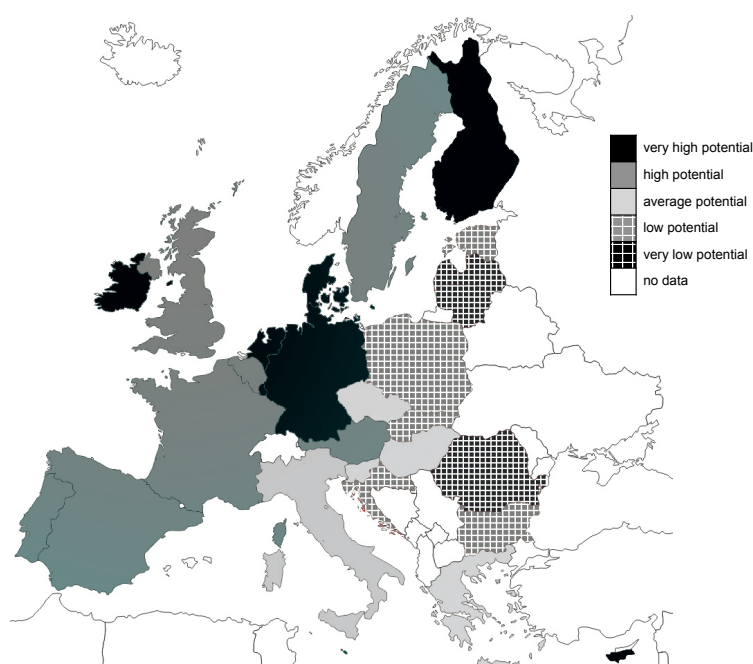 very high potential
high potential
average potential
low potential
very low potential
no data